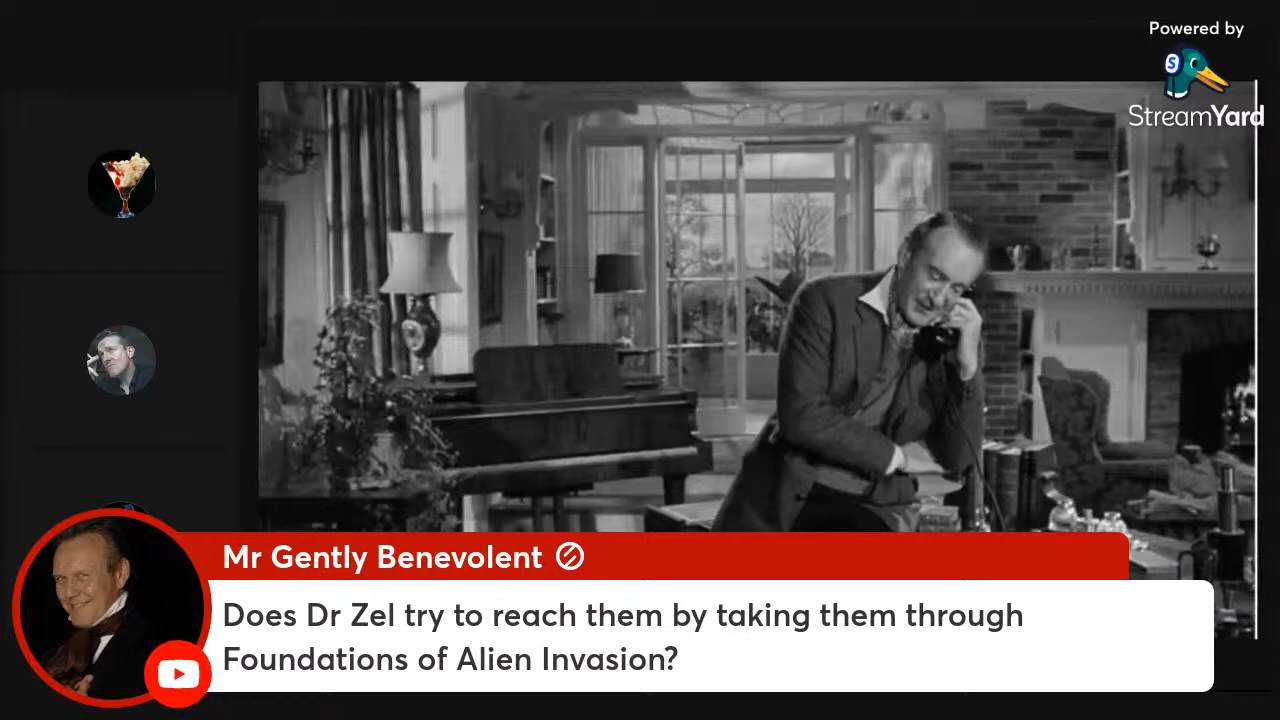 Powered by
StreamYard
Mr Gently Benevolent
Does Dr Zel try to reach them by taking them through
Foundations of Alien Invasion?